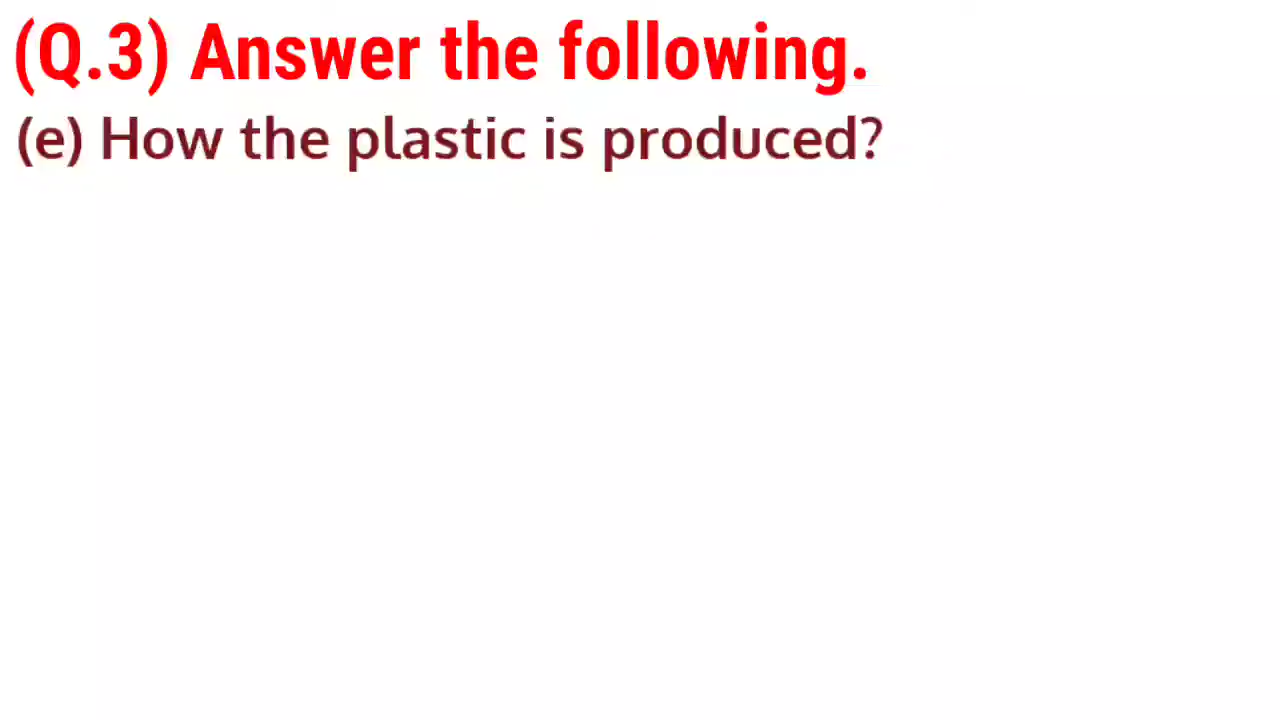 (Q.3) Answer the following.
(e) How the plastic is produced?